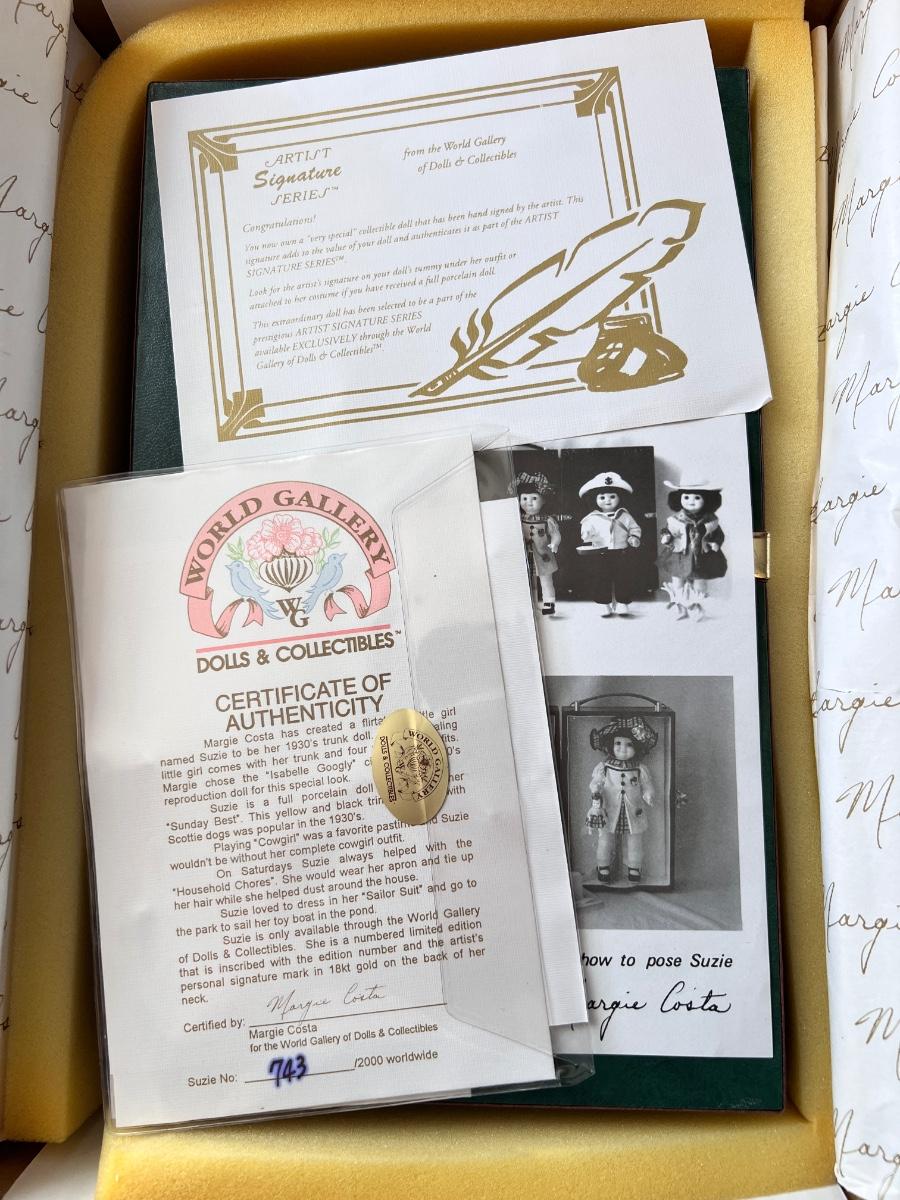 ARTIST
Signature
SERIES™
from the World Gallery
of Dolls & Collectibles
Congratulations!
You now own a "very special" collectible doll that has been hand signed by the artist. This
signature adds to the value of your doll and authenticates it as part of the ARTIST
SIGNATURE SERIES™.
Look for the artist's signature on your doll's tummy under her outfit or
attached to her costume if you have received a full porcelain doll.
This extraordinary doll has been selected to be a part of the
prestigious ARTIST SIGNATURE SERIES
available EXCLUSIVELY through the World
Gallery of Dolls & Collectibles™.
WORLD GALLERY
WG
DOLLS & COLLECTIBLES™
CERTIFICATE OF
AUTHENTICITY
Margie Costa has created a girl
named Suzie to be her 1930's trunk doll.
little girl comes with her trunk and four
Margie chose the "Isabelle Googly"
reproduction doll for this special look.
Suzie is a full porcelain doll her
"Sunday Best". This yellow and black with
Scottie dogs was popular in the 1930's.
Playing "Cowgirl" was a favorite Suzie
wouldn't be without her complete cowgirl outfit.
On Saturdays Suzie always helped with the
"Household Chores". She would wear her apron and tie up
her hair while she helped dust around the house.
Suzie loved to dress in her "Sailor Suit" and go to
the park to sail her toy boat in the pond.
Suzie is only available through the World Gallery
of Dolls & Collectibles. She is a numbered limited edition
that is inscribed with the edition number and the artist's
personal signature mark in 18kt gold on the back of her
neck.
Margie Costa
Certified by:
Margie Costa
for the World Gallery of Dolls & Collectibles
Suzie No: 743 /2000 worldwide
WORLD GALLERY
DOLLS & COLLECTIBLES
how to pose Suzie
Margie Costa
Margie
Margie
Margie
Margie